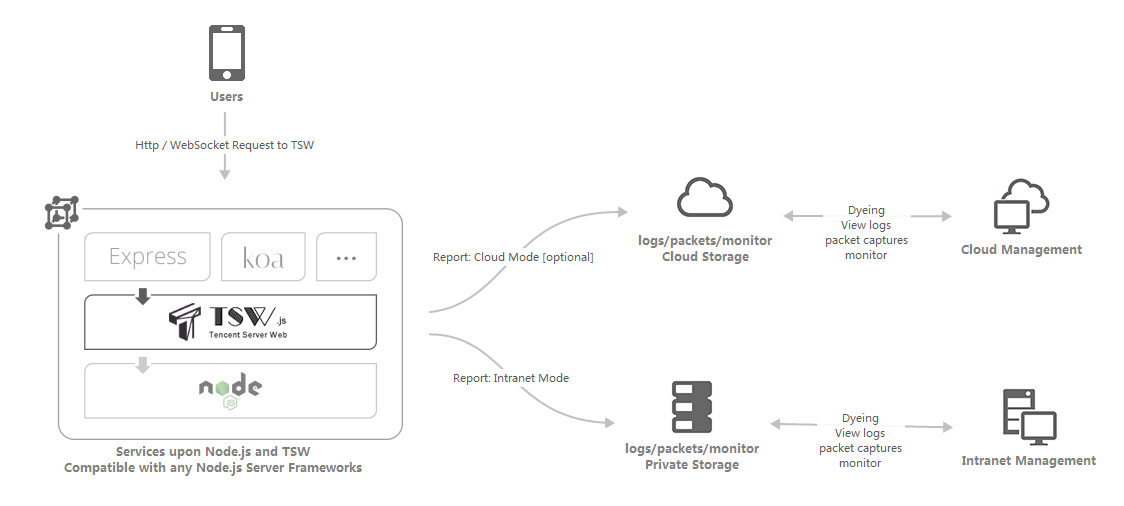 Users
Http / WebSocket Request to TSW
Express
koa
...
TSW.js
Tencent Server Web
node
JS
Services upon Node.js and TSW
Compatible with any Node.js Server Frameworks
Report: Cloud Mode [optional]
logs/packets/monitor
Cloud Storage
Dyeing
View logs
packet captures
monitor
Cloud Management
Report: Intranet Mode
logs/packets/monitor
Private Storage
Dyeing
View logs
packet captures
monitor
Intranet Management